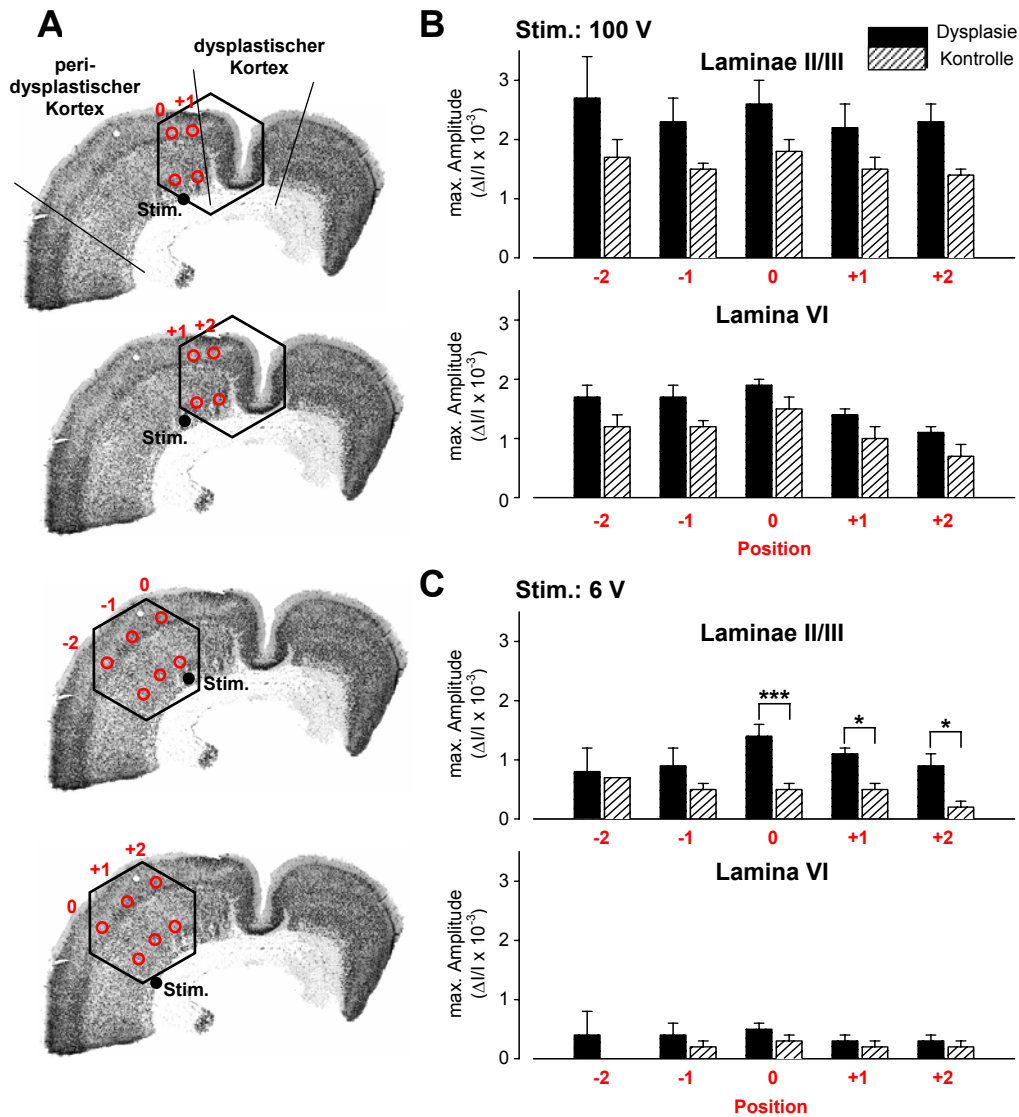 A
peri-
dysplastischer
Kortex
dysplastischer
Kortex
0 +1
Stim.
+1 +2
Stim.
0
-1
-2
Stim.
+2
+1
0
Stim.
B
Stim.: 100 V
Dysplasie
Kontrolle
Laminae II/III
max. Amplitude
(ΔI/I x 10⁻³)
3
2
1
0
-2 -1 0 +1 +2
Lamina VI
max. Amplitude
(ΔI/I x 10⁻³)
3
2
1
0
-2 -1 0 +1 +2
Position
C
Stim.: 6 V
Laminae II/III
max. Amplitude
(ΔI/I x 10⁻³)
3
2
1
0
*** * *
-2 -1 0 +1 +2
Lamina VI
max. Amplitude
(ΔI/I x 10⁻³)
3
2
1
0
-2 -1 0 +1 +2
Position